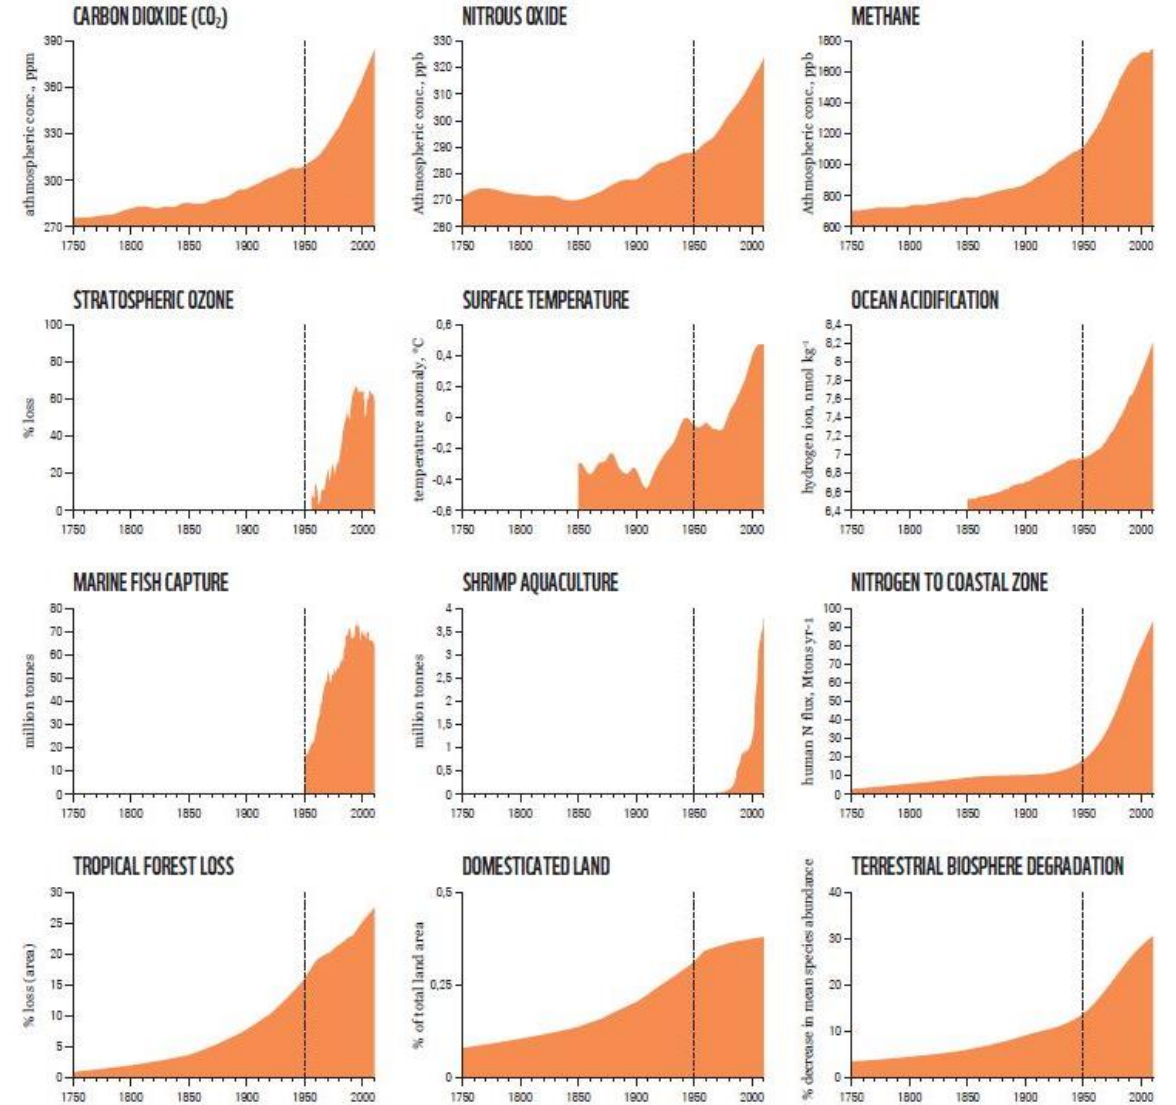 CARBON DIOXIDE (CO₂)
athmospheric conc., ppm
390
360
330
300
270
1750 1800 1850 1900 1950 2000
NITROUS OXIDE
Athmospheric conc., ppb
330
320
310
300
290
280
270
260
1750 1800 1850 1900 1950 2000
METHANE
Athmospheric conc., ppb
1800
1600
1400
1200
1000
800
600
1750 1800 1850 1900 1950 2000
STRATOSPHERIC OZONE
% loss
100
80
60
40
20
0
1750 1800 1850 1900 1950 2000
SURFACE TEMPERATURE
temperature anomaly, °C
0,6
0,4
0,2
0
-0,2
-0,4
-0,6
1750 1800 1850 1900 1950 2000
OCEAN ACIDIFICATION
hydrogen ion, nmol kg⁻¹
8,4
8,2
8
7,8
7,6
7,4
7,2
7
6,8
6,6
6,4
1750 1800 1850 1900 1950 2000
MARINE FISH CAPTURE
million tonnes
80
70
60
50
40
30
20
10
0
1750 1800 1850 1900 1950 2000
SHRIMP AQUACULTURE
million tonnes
4
3,5
3
2,5
2
1,5
1
0,5
0
1750 1800 1850 1900 1950 2000
NITROGEN TO COASTAL ZONE
human N flux, Mtons yr-1
100
90
80
70
60
50
40
30
20
10
0
1750 1800 1850 1900 1950 2000
TROPICAL FOREST LOSS
% loss (area)
30
25
20
15
10
5
0
1750 1800 1850 1900 1950 2000
DOMESTICATED LAND
% of total land area
0,5
0,25
0
1750 1800 1850 1900 1950 2000
TERRESTRIAL BIOSPHERE DEGRADATION
% decrease in mean species abundance
40
30
20
10
0
1750 1800 1850 1900 1950 2000